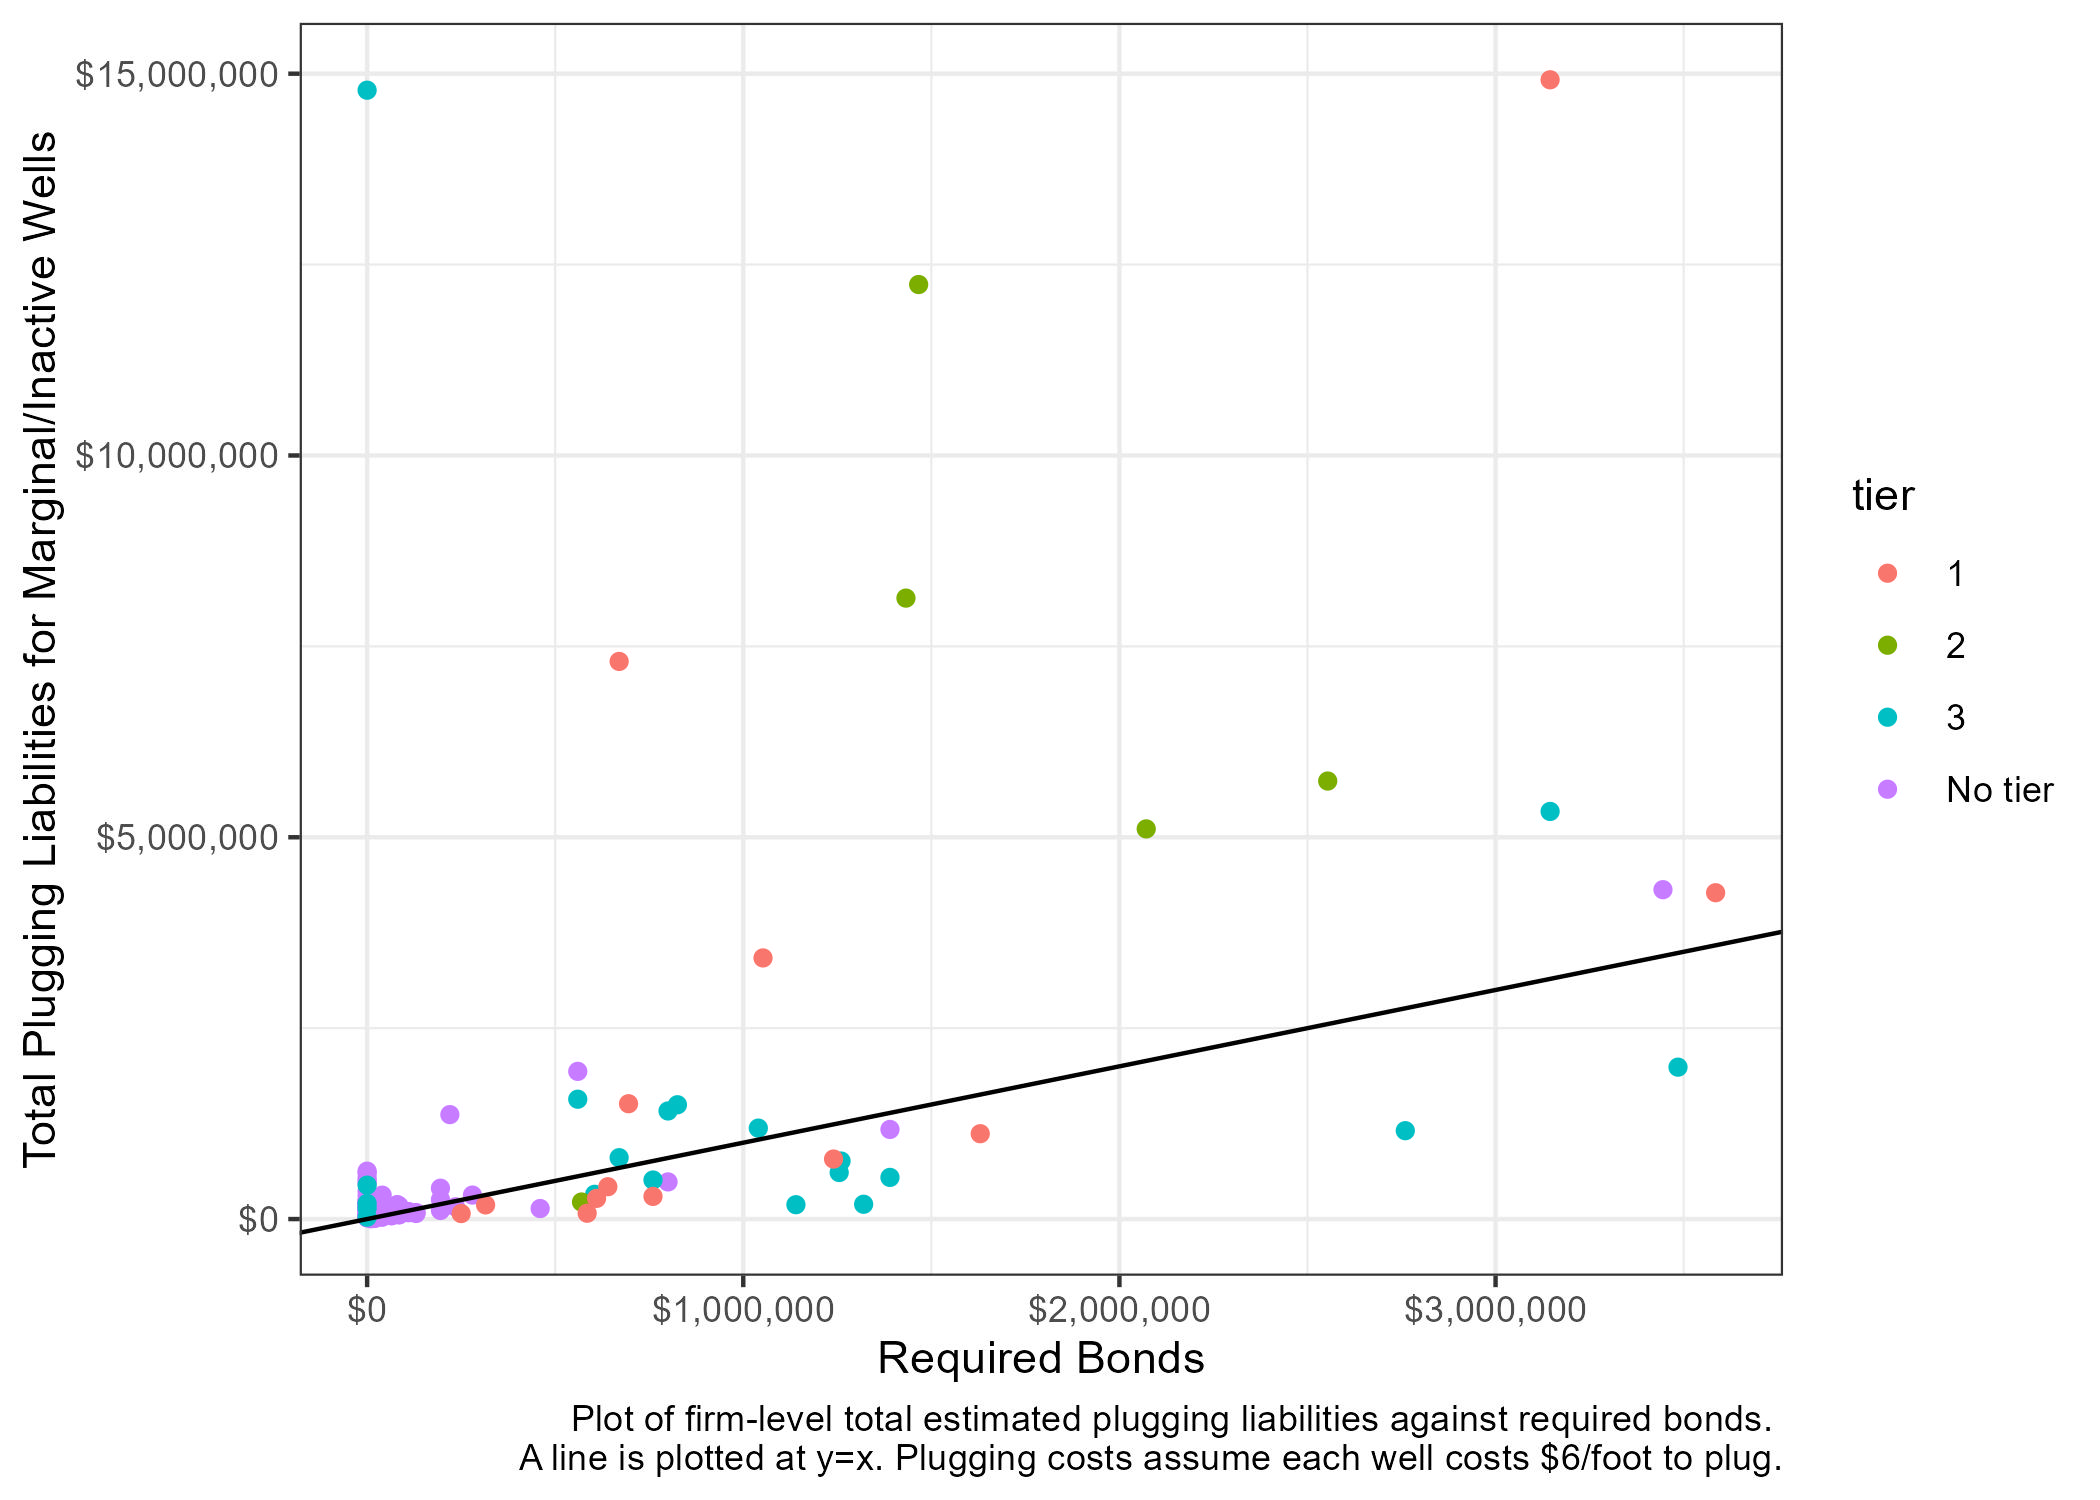 Total Plugging Liabilities for Marginal/Inactive Wells
$15,000,000
$10,000,000
$5,000,000
$0
$0
$1,000,000
$2,000,000
$3,000,000
Required Bonds
tier
1
2
3
No tier
Plot of firm-level total estimated plugging liabilities against required bonds.
A line is plotted at y=x. Plugging costs assume each well costs $6/foot to plug.